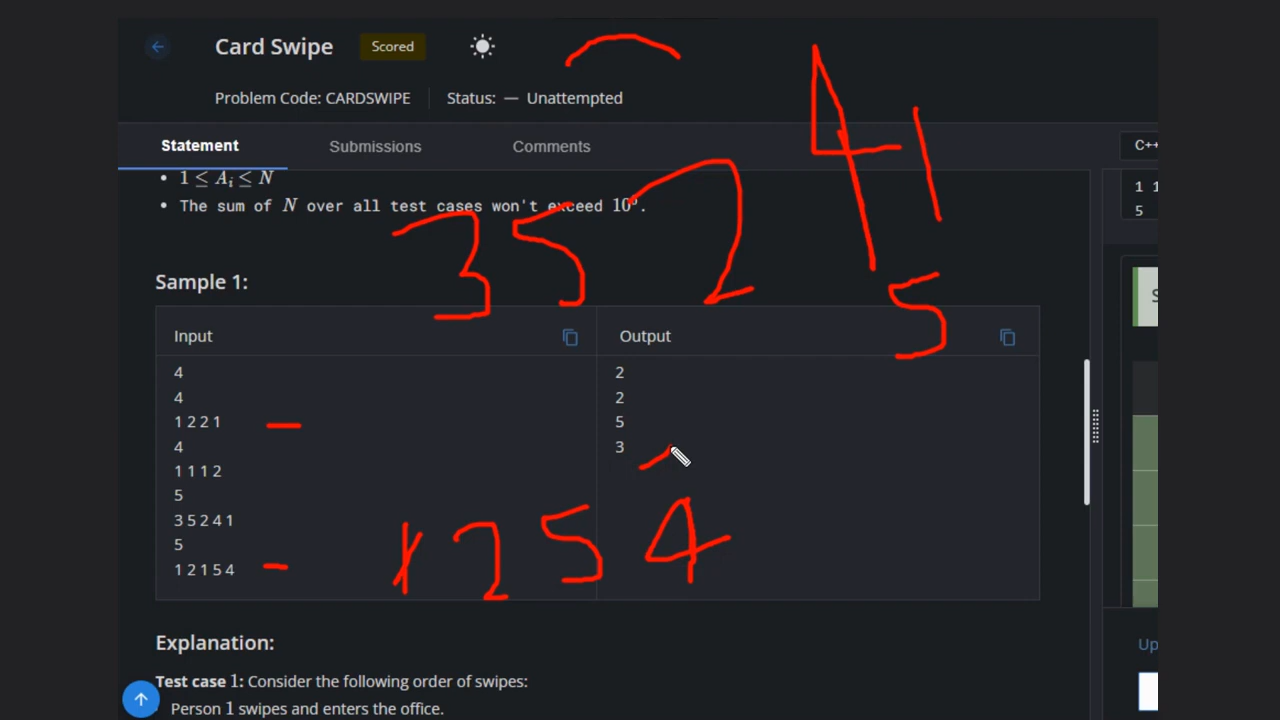 Card Swipe Scored
Problem Code: CARDSWIPE Status: — Unattempted
Statement Submissions Comments
C++
• 1 ≤ Aᵢ ≤ N
• The sum of N over all test cases won't exceed
1 1
5
3 5 2 4 1
5
Sample 1:
Input Output
4
4
1 2 2 1
4
1 1 1 2
5
3 5 2 4 1
5
1 2 1 5 4
2
2
5
3
1 2 5 4
Explanation:
Test case 1: Consider the following order of swipes:
Person 1 swipes and enters the office.
Up